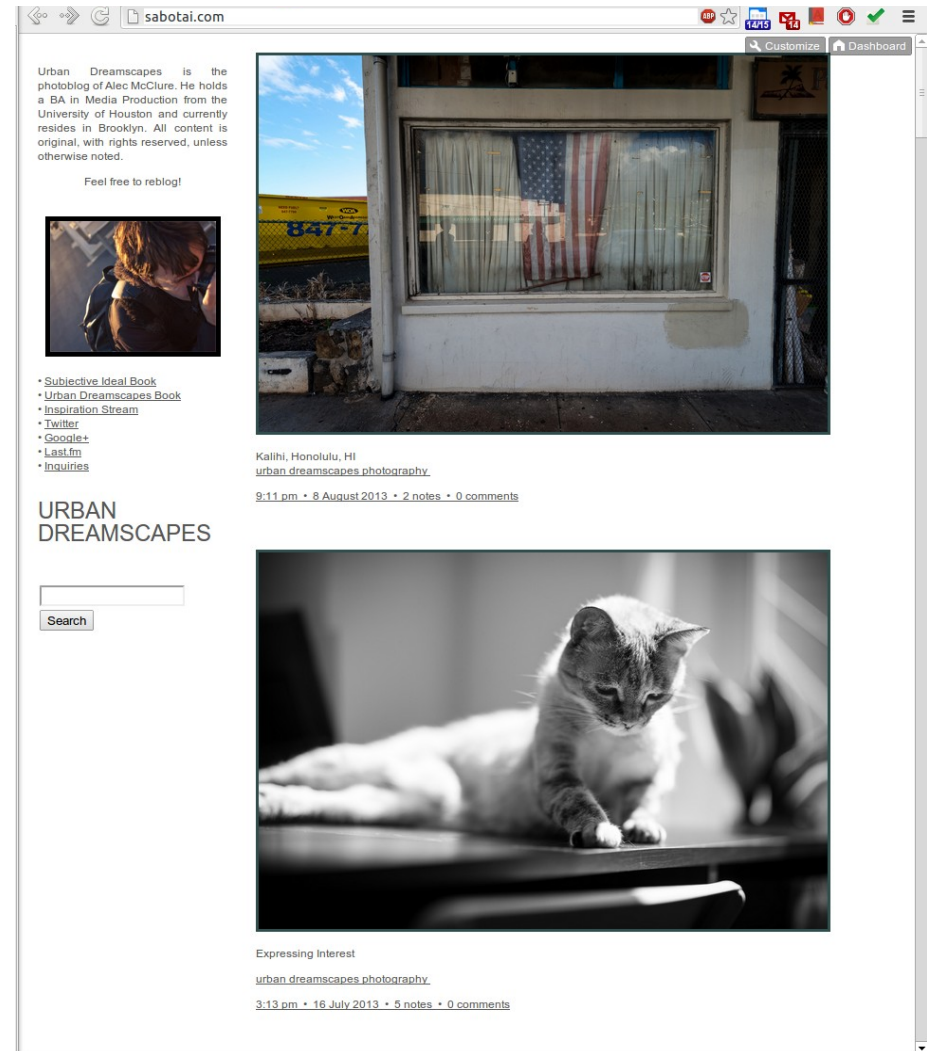 sabotai.com
ABP
14/15
14
Customize
Dashboard
Urban Dreamscapes is the
photoblog of Alec McClure. He holds
a BA in Media Production from the
University of Houston and currently
resides in Brooklyn. All content is
original, with rights reserved, unless
otherwise noted.
Feel free to reblog!
• Subjective Ideal Book
• Urban Dreamscapes Book
• Inspiration Stream
• Twitter
• Google+
• Last.fm
• Inquiries
URBAN
DREAMSCAPES
Search
847-7
Kalihi, Honolulu, HI
urban dreamscapes photography
9:11 pm • 8 August 2013 • 2 notes • 0 comments
Expressing Interest
urban dreamscapes photography
3:13 pm • 16 July 2013 • 5 notes • 0 comments